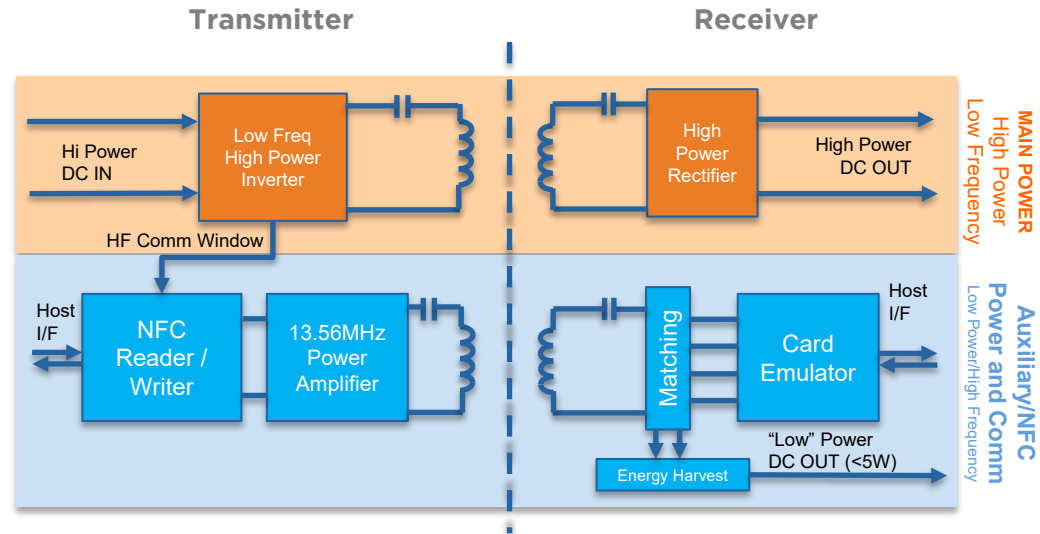 Transmitter
Receiver
Hi Power
DC IN
Low Freq
High Power
Inverter
High
Power
Rectifier
High Power
DC OUT
MAIN POWER
High Power
Low Frequency
HF Comm Window
Host
I/F
NFC
Reader /
Writer
13.56MHz
Power
Amplifier
Matching
Card
Emulator
Host
I/F
"Low" Power
DC OUT (<5W)
Energy Harvest
Auxiliary/NFC
Power and Comm
Low Power/High Frequency